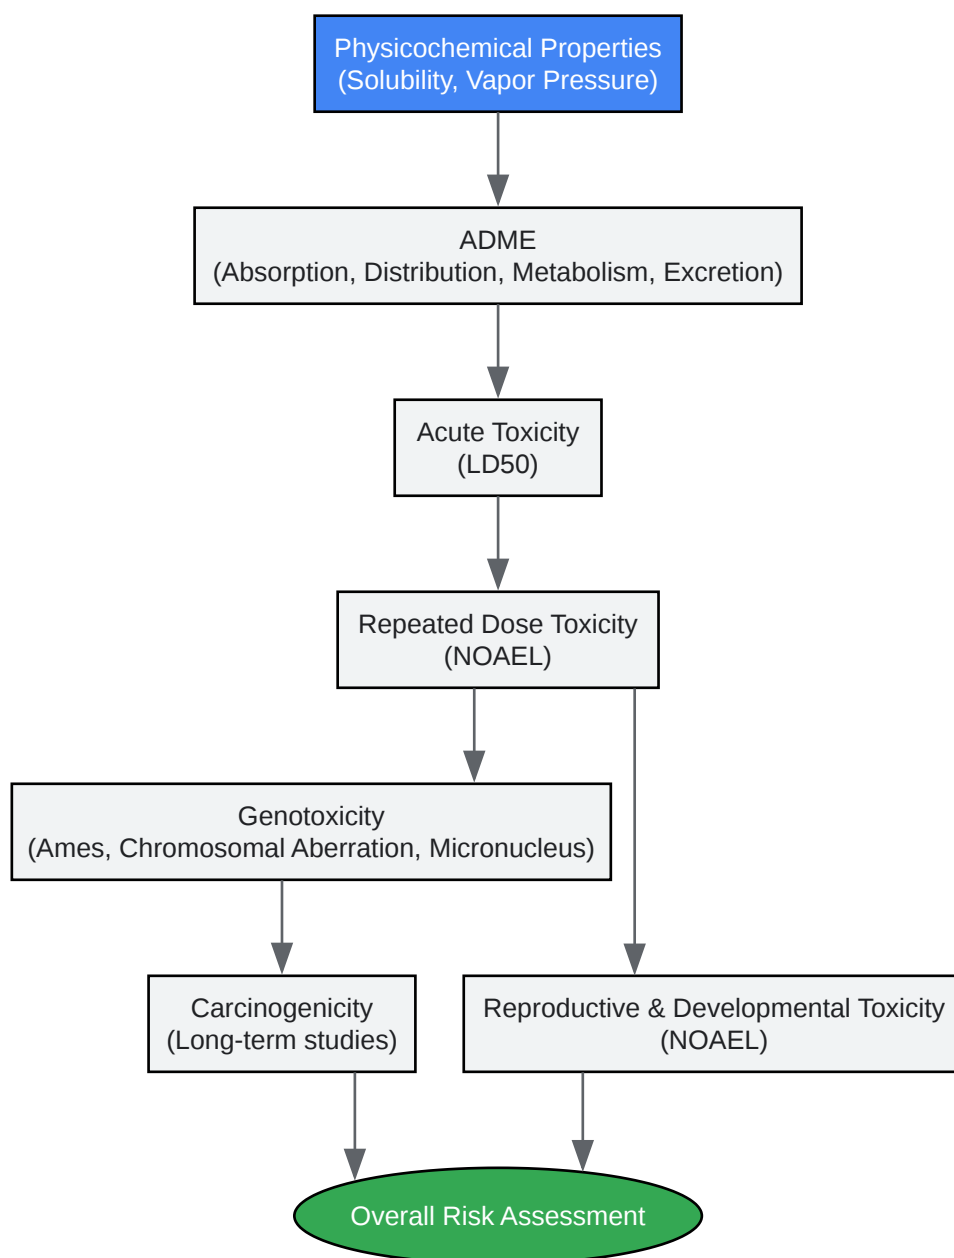 Physicochemical Properties
(Solubility, Vapor Pressure)
ADME
(Absorption, Distribution, Metabolism, Excretion)
Acute Toxicity
(LD50)
Repeated Dose Toxicity
(NOAEL)
Genotoxicity
(Ames, Chromosomal Aberration, Micronucleus)
Carcinogenicity
(Long-term studies)
Reproductive & Developmental Toxicity
(NOAEL)
Overall Risk Assessment